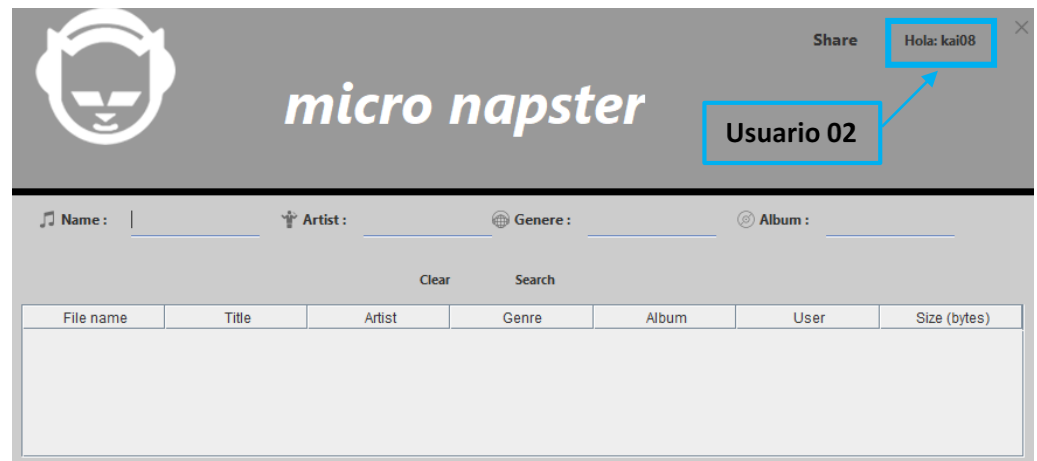 Share Hola: kai08
micro napster
Usuario 02
Name : Artist : Genere : Album :
Clear Search
File name Title Artist Genre Album User Size (bytes)